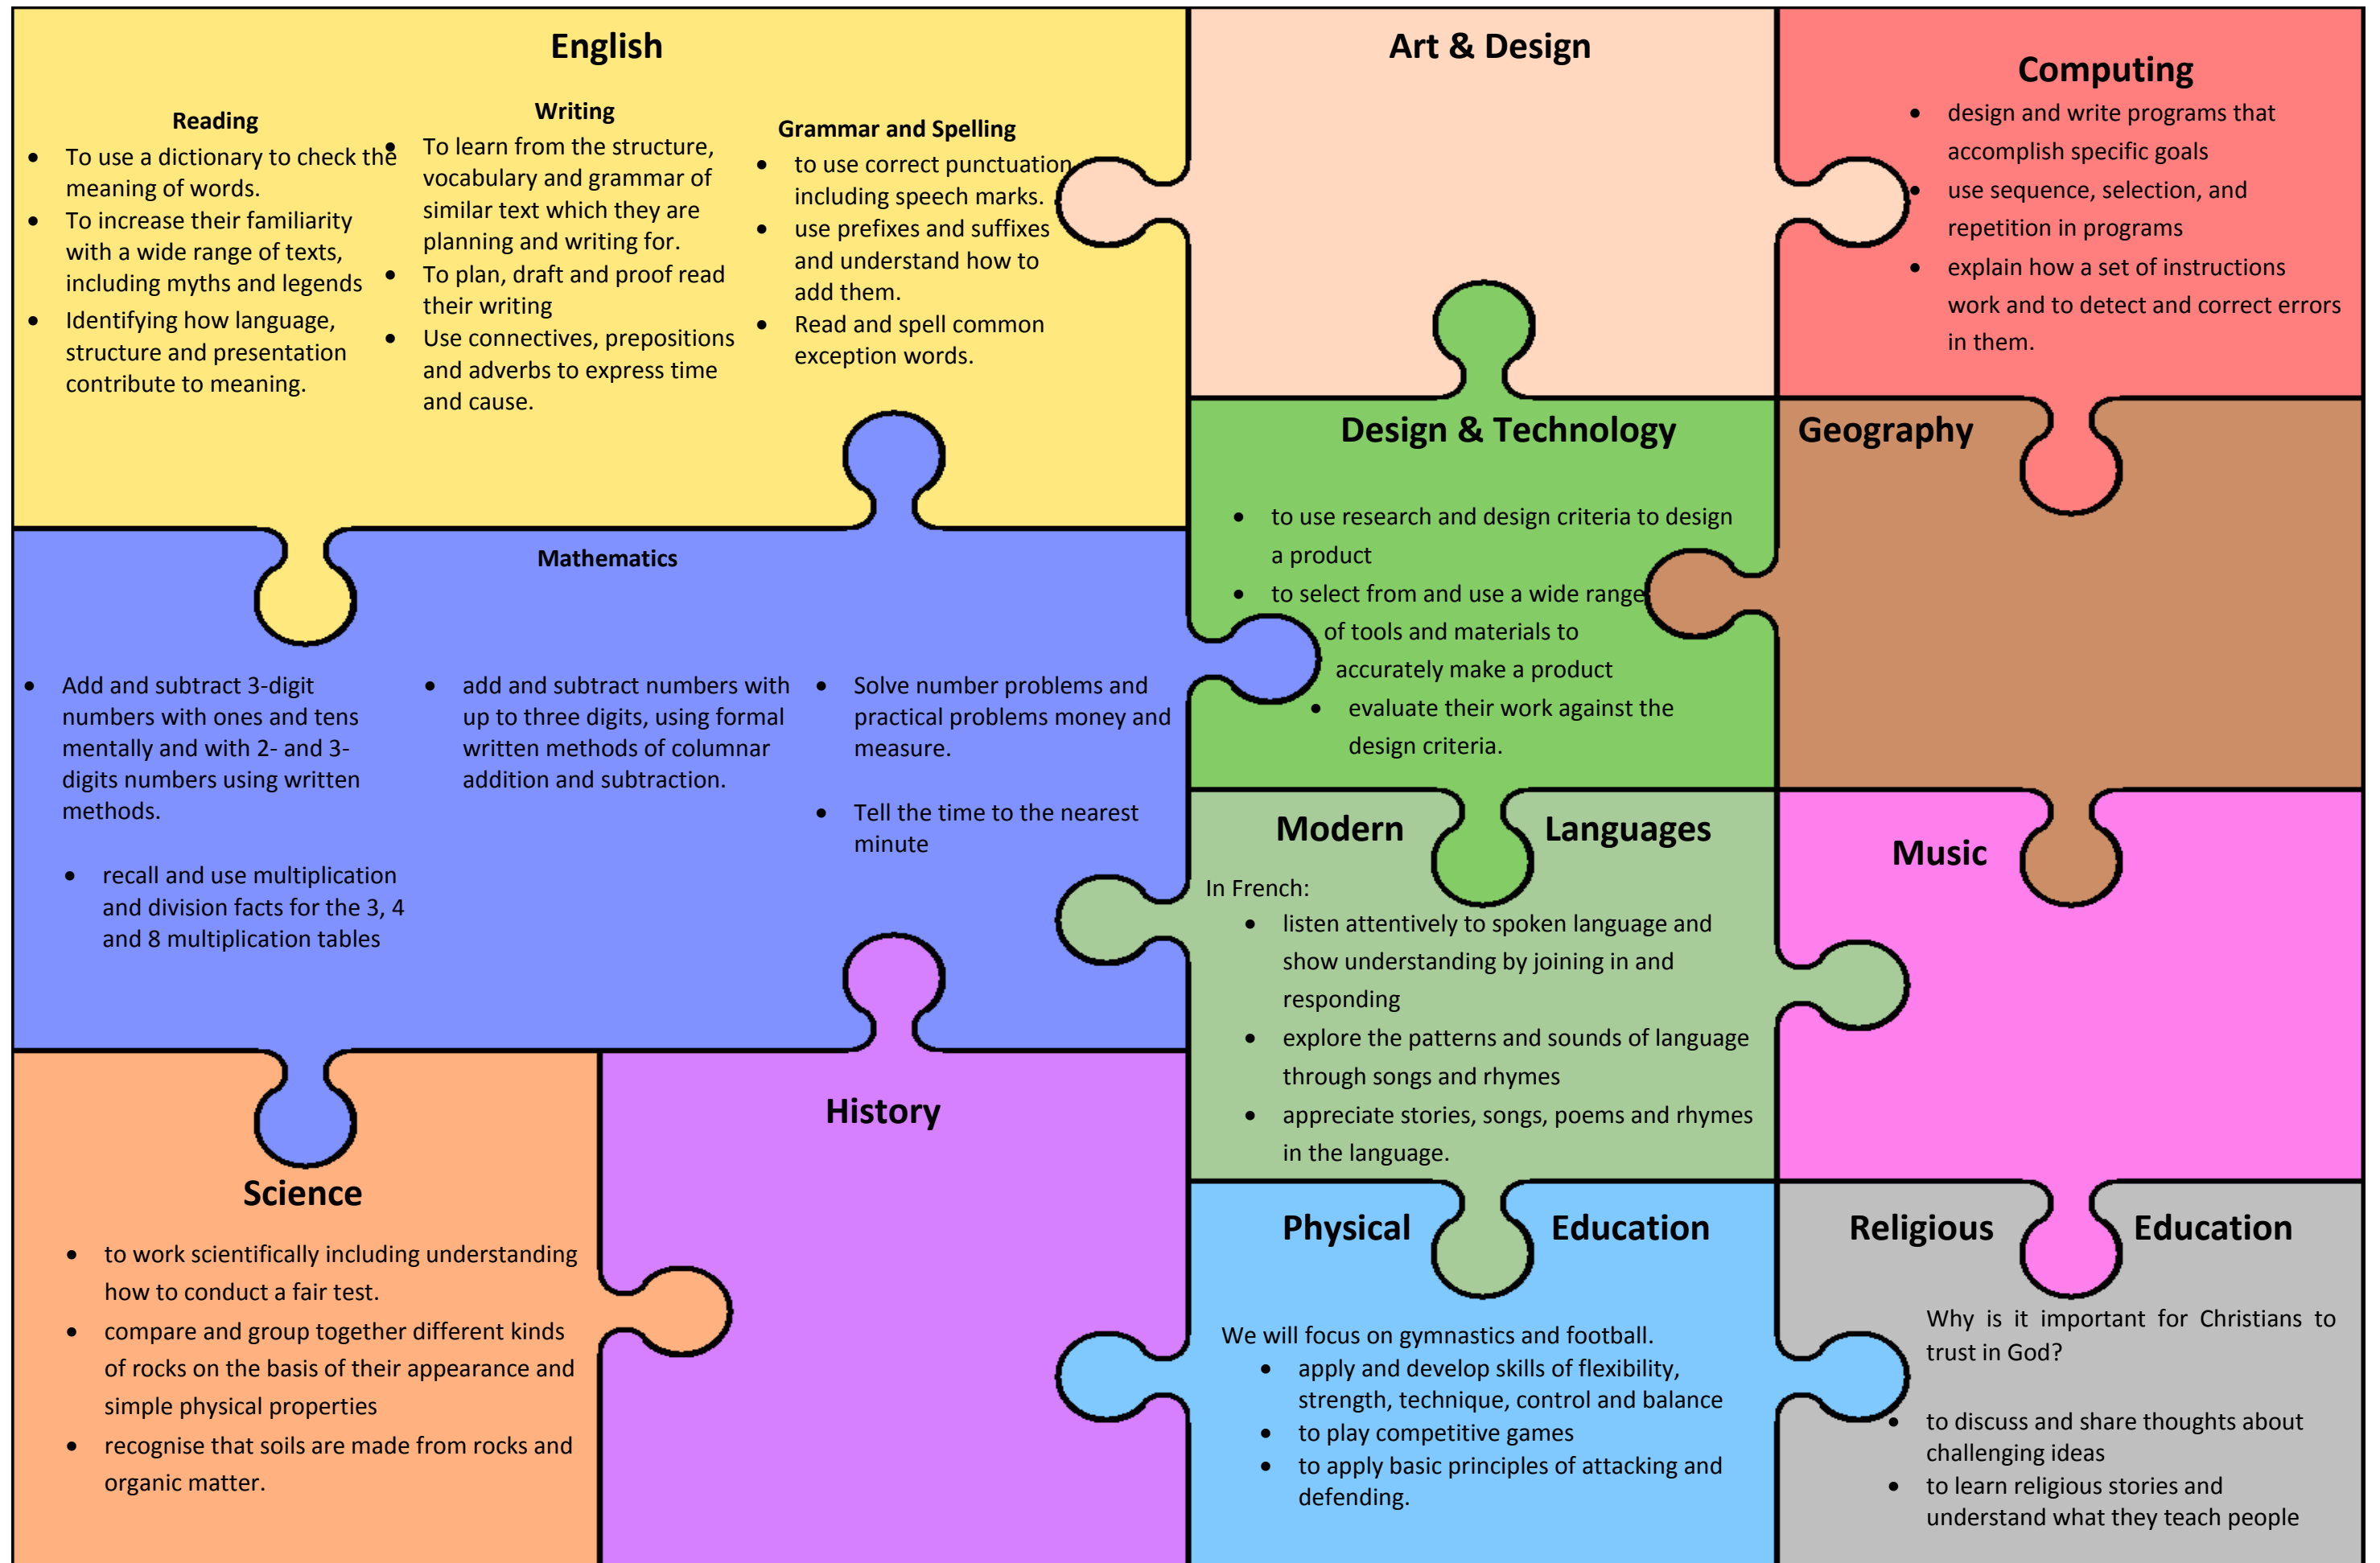 English
Reading
• To use a dictionary to check the
meaning of words.
• To increase their familiarity
with a wide range of texts,
including myths and legends
• Identifying how language,
structure and presentation
contribute to meaning.
Writing
• To learn from the structure,
vocabulary and grammar of
similar text which they are
planning and writing for.
• To plan, draft and proof read
their writing
• Use connectives, prepositions
and adverbs to express time
and cause.
Grammar and Spelling
• to use correct punctuation
including speech marks.
• use prefixes and suffixes
and understand how to
add them.
• Read and spell common
exception words.
Art & Design
Computing
• design and write programs that
accomplish specific goals
• use sequence, selection, and
repetition in programs
• explain how a set of instructions
work and to detect and correct errors
in them.
Mathematics
• Add and subtract 3-digit
numbers with ones and tens
mentally and with 2- and 3-
digits numbers using written
methods.
• recall and use multiplication
and division facts for the 3, 4
and 8 multiplication tables
• add and subtract numbers with
up to three digits, using formal
written methods of columnar
addition and subtraction.
• Solve number problems and
practical problems money and
measure.
• Tell the time to the nearest
minute
Design & Technology
• to use research and design criteria to design
a product
• to select from and use a wide range
of tools and materials to
accurately make a product
• evaluate their work against the
design criteria.
Geography
Modern Languages
In French:
• listen attentively to spoken language and
show understanding by joining in and
responding
• explore the patterns and sounds of language
through songs and rhymes
• appreciate stories, songs, poems and rhymes
in the language.
Music
Science
• to work scientifically including understanding
how to conduct a fair test.
• compare and group together different kinds
of rocks on the basis of their appearance and
simple physical properties
• recognise that soils are made from rocks and
organic matter.
History
Physical Education
We will focus on gymnastics and football.
• apply and develop skills of flexibility,
strength, technique, control and balance
• to play competitive games
• to apply basic principles of attacking and
defending.
Religious Education
Why is it important for Christians to
trust in God?
• to discuss and share thoughts about
challenging ideas
• to learn religious stories and
understand what they teach people